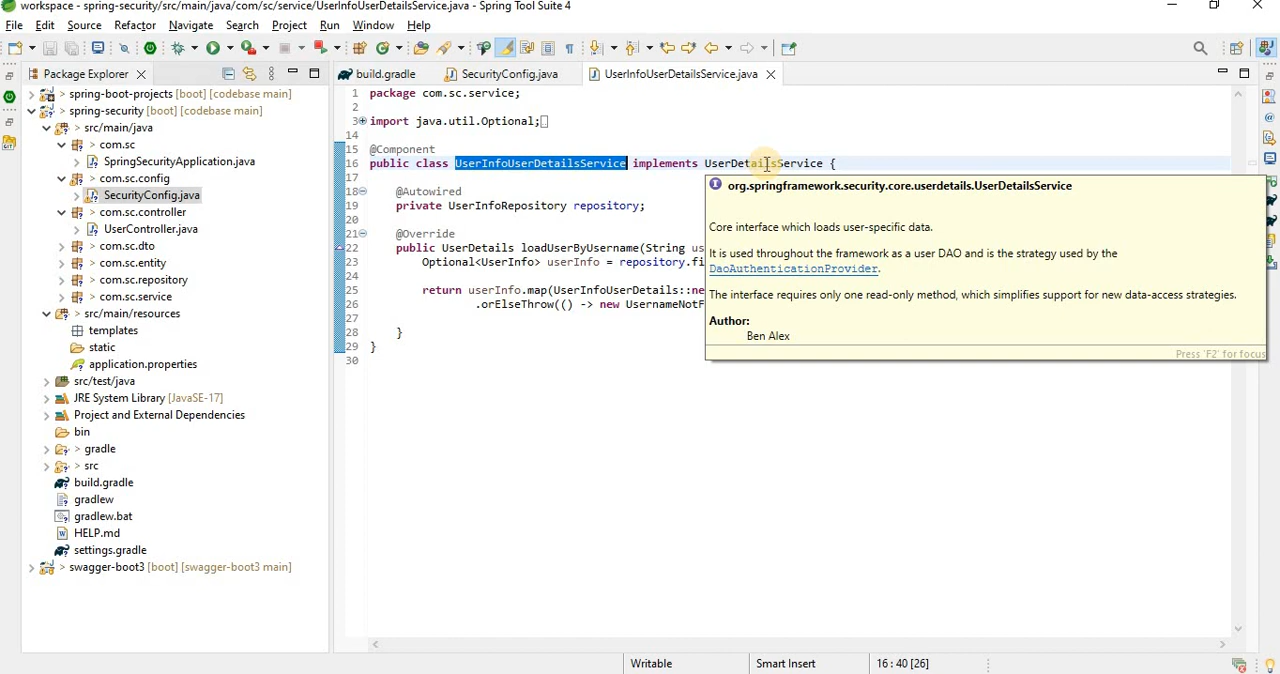 workspace - spring-security/src/main/java/com/sc/service/UserInfoUserDetailsService.java - Spring Tool Suite 4
File Edit Source Refactor Navigate Search Project Run Window Help
Package Explorer
build.gradle SecurityConfig.java UserInfoUserDetailsService.java
> spring-boot-projects [boot] [codebase main]
> spring-security [boot] [codebase main]
> src/main/java
> com.sc
SpringSecurityApplication.java
> com.sc.config
SecurityConfig.java
> com.sc.controller
> UserController.java
> com.sc.dto
> com.sc.entity
> com.sc.repository
> com.sc.service
> src/main/resources
templates
static
application.properties
src/test/java
JRE System Library [JavaSE-17]
Project and External Dependencies
bin
> gradle
> src
build.gradle
gradlew
gradlew.bat
HELP.md
settings.gradle
> swagger-boot3 [boot] [swagger-boot3 main]
1 package com.sc.service;
2
3 import java.util.Optional;
14
15 @Component
16 public class UserInfoUserDetailsService implements UserDetailsService {
17
18 @Autowired
19 private UserInfoRepository repository;
20
21 @Override
22 public UserDetails loadUserByUsername(String us
23 Optional<UserInfo> userInfo = repository.fi
24
25 return userInfo.map(UserInfoUserDetails::ne
26 .orElseThrow(() -> new UsernameNotF
27
28 }
29 }
30
org.springframework.security.core.userdetails.UserDetailsService
Core interface which loads user-specific data.
It is used throughout the framework as a user DAO and is the strategy used by the
DaoAuthenticationProvider.
The interface requires only one read-only method, which simplifies support for new data-access strategies.
Author:
Ben Alex
Press 'F2' for focus
Writable Smart Insert 16 : 40 [26]